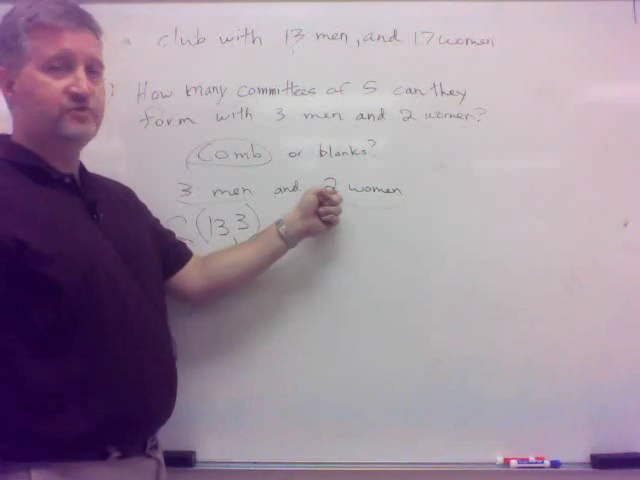 club with 13 men, and 17 women
How many committees of 5 can they
form with 3 men and 2 women?
Comb or blanks?
3 men and 2 women
C(13,3)